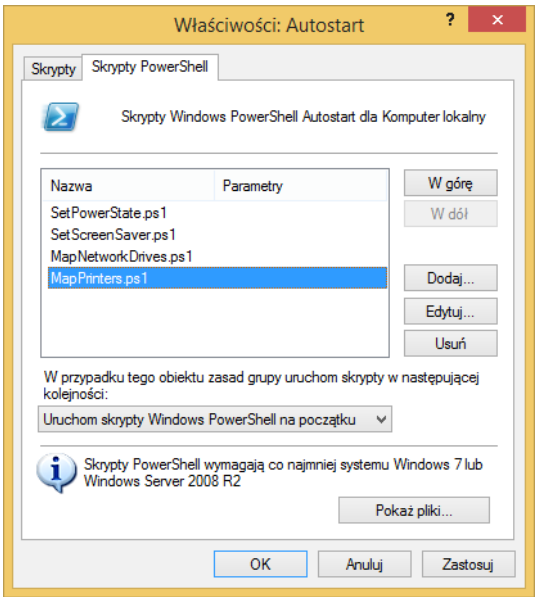 Właściwości: Autostart
? ×
Skrypty
Skrypty PowerShell
Skrypty Windows PowerShell Autostart dla Komputer lokalny
Nazwa Parametry
SetPowerState.ps1
SetScreenSaver.ps1
MapNetworkDrives.ps1
MapPrinters.ps1
W górę
W dół
Dodaj...
Edytuj...
Usuń
W przypadku tego obiektu zasad grupy uruchom skrypty w następującej
kolejności:
Uruchom skrypty Windows PowerShell na początku
Skrypty PowerShell wymagają co najmniej systemu Windows 7 lub
Windows Server 2008 R2
Pokaż pliki...
OK Anuluj Zastosuj